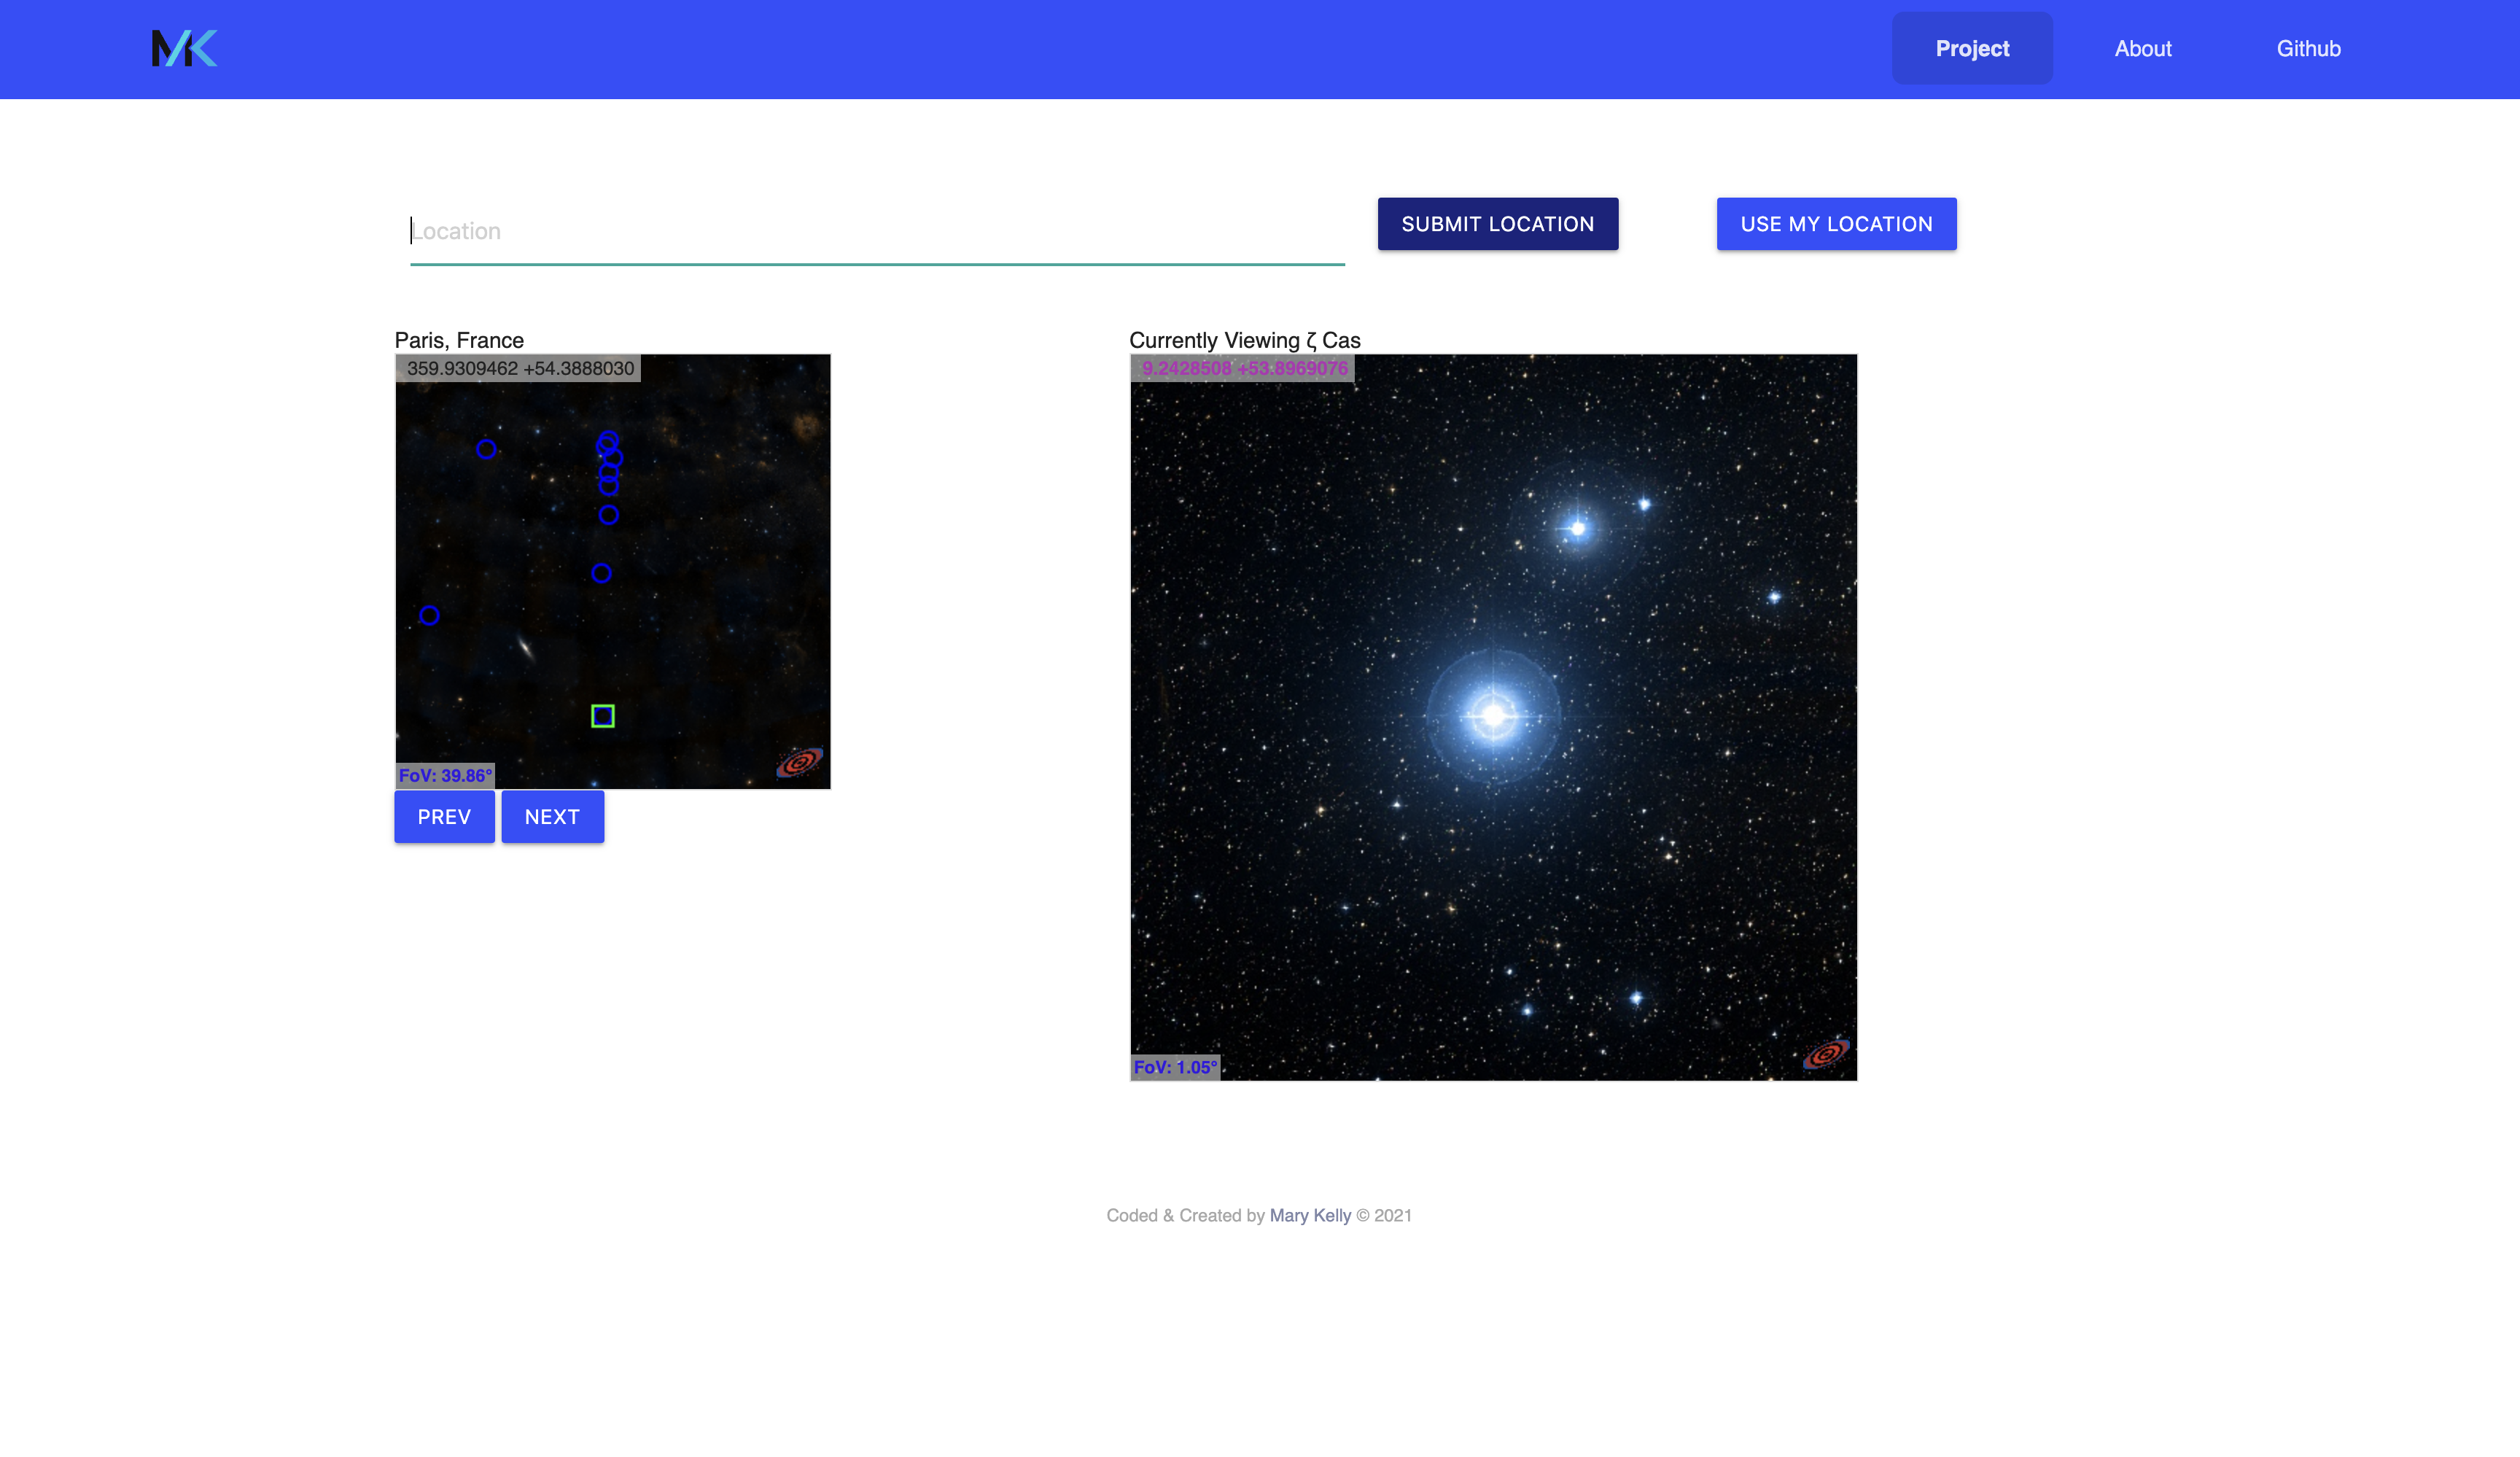 MK
Project
About
Github
Location
SUBMIT LOCATION
USE MY LOCATION
Paris, France
359.9309462 +54.3888030
FoV: 39.86°
PREV
NEXT
Currently Viewing ζ Cas
9.2428508 +53.8969076
FoV: 1.05°
Coded & Created by Mary Kelly © 2021